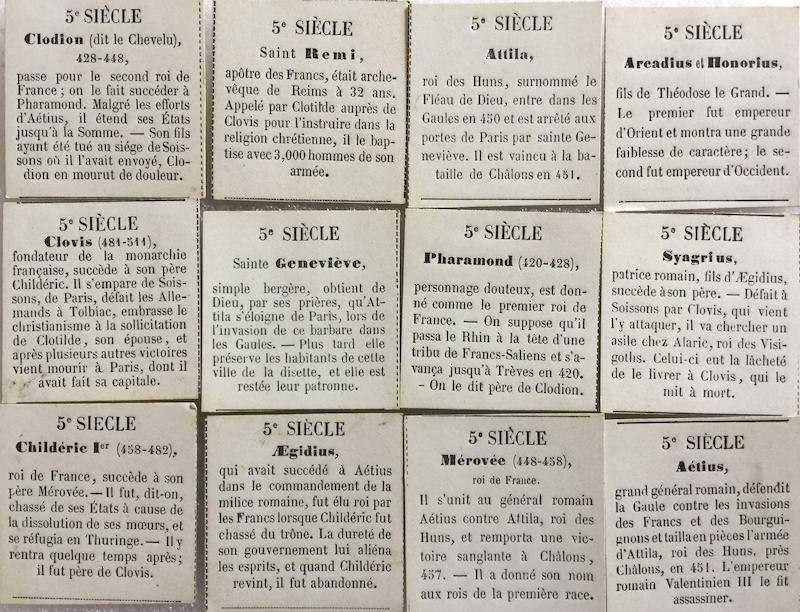 5e SIÈCLE
Clodion (dit le Chevelu),
428-448,
passe pour le second roi de
France ; on le fait succéder à
Pharamond. Malgré les efforts
d'Aétius, il étend ses États
jusqu'à la Somme. — Son fils
ayant été tué au siége de Sois-
sons où il l'avait envoyé, Clo-
dion en mourut de douleur.
5e SIÈCLE
Saint Remi,
apôtre des Francs, était arche-
vêque de Reims à 32 ans.
Appelé par Clotilde auprès de
Clovis pour l'instruire dans la
religion chrétienne, il le bap-
tise avec 3,000 hommes de son
armée.
5e SIÈCLE
Attila,
roi des Huns, surnommé le
Fléau de Dieu, entre dans les
Gaules en 450 et est arrêté aux
portes de Paris par sainte Ge-
neviève. Il est vaincu à la ba-
taille de Châlons en 451.
5e SIÈCLE
Arcadius et Honorius,
fils de Théodose le Grand. —
Le premier fut empereur
d'Orient et montra une grande
faiblesse de caractère ; le se-
cond fut empereur d'Occident.
5e SIÈCLE
Clovis (481-511),
fondateur de la monarchie
française, succède à son père
Childéric. Il s'empare de Sois-
sons, de Paris, défait les Alle-
mands à Tolbiac, embrasse le
christianisme à la sollicitation
de Clotilde, son épouse, et
après plusieurs autres victoires
vient mourir à Paris, dont il
avait fait sa capitale.
5e SIÈCLE
Sainte Geneviève,
simple bergère, obtient de
Dieu, par ses prières, qu'At-
tila s'éloigne de Paris, lors de
l'invasion de ce barbare dans
les Gaules. — Plus tard elle
préserve les habitants de cette
ville de la disette, et elle est
restée leur patronne.
5e SIÈCLE
Pharamond (420-428),
personnage douteux, est don-
né comme le premier roi de
France. — On suppose qu'il
passa le Rhin à la tête d'une
tribu de Francs-Saliens et s'a-
vança jusqu'à Trèves en 420.
- On le dit père de Clodion.
5e SIÈCLE
Syagrius,
patrice romain, fils d'Ægidius,
succède à son père. — Défait à
Soissons par Clovis, qui vient
l'y attaquer, il va chercher un
asile chez Alaric, roi des Visi-
goths. Celui-ci eut la lâcheté
de le livrer à Clovis, qui le
mit à mort.
5e SIECLE
Childéric Ier (458-482),
roi de France, succède à son
père Mérovée. — Il fut, dit-on,
chassé de ses États à cause de
la dissolution de ses mœurs, et
se réfugia en Thuringe. — Il y
rentra quelque temps après ;
il fut père de Clovis.
5e SIÈCLE
Ægidius,
qui avait succédé à Aétius
dans le commandement de la
milice romaine, fut élu roi par
les Francs lorsque Childéric fut
chassé du trône. La dureté de
son gouvernement lui aliéna
les esprits, et quand Childéric
revint, il fut abandonné.
5e SIÈCLE
Mérovée (448-458),
roi de France.
Il s'unit au général romain
Aétius contre Attila, roi des
Huns, et remporta une vic-
toire sanglante à Châlons,
457. — Il a donné son nom
aux rois de la première race.
5e SIÈCLE
Aétius,
grand général romain, défendit
la Gaule contre les invasions
des Francs et des Bourgui-
gnons et tailla en pièces l'armée
d'Attila, roi des Huns, près
Châlons, en 451. L'empereur
romain Valentinien III le fit
assassiner.